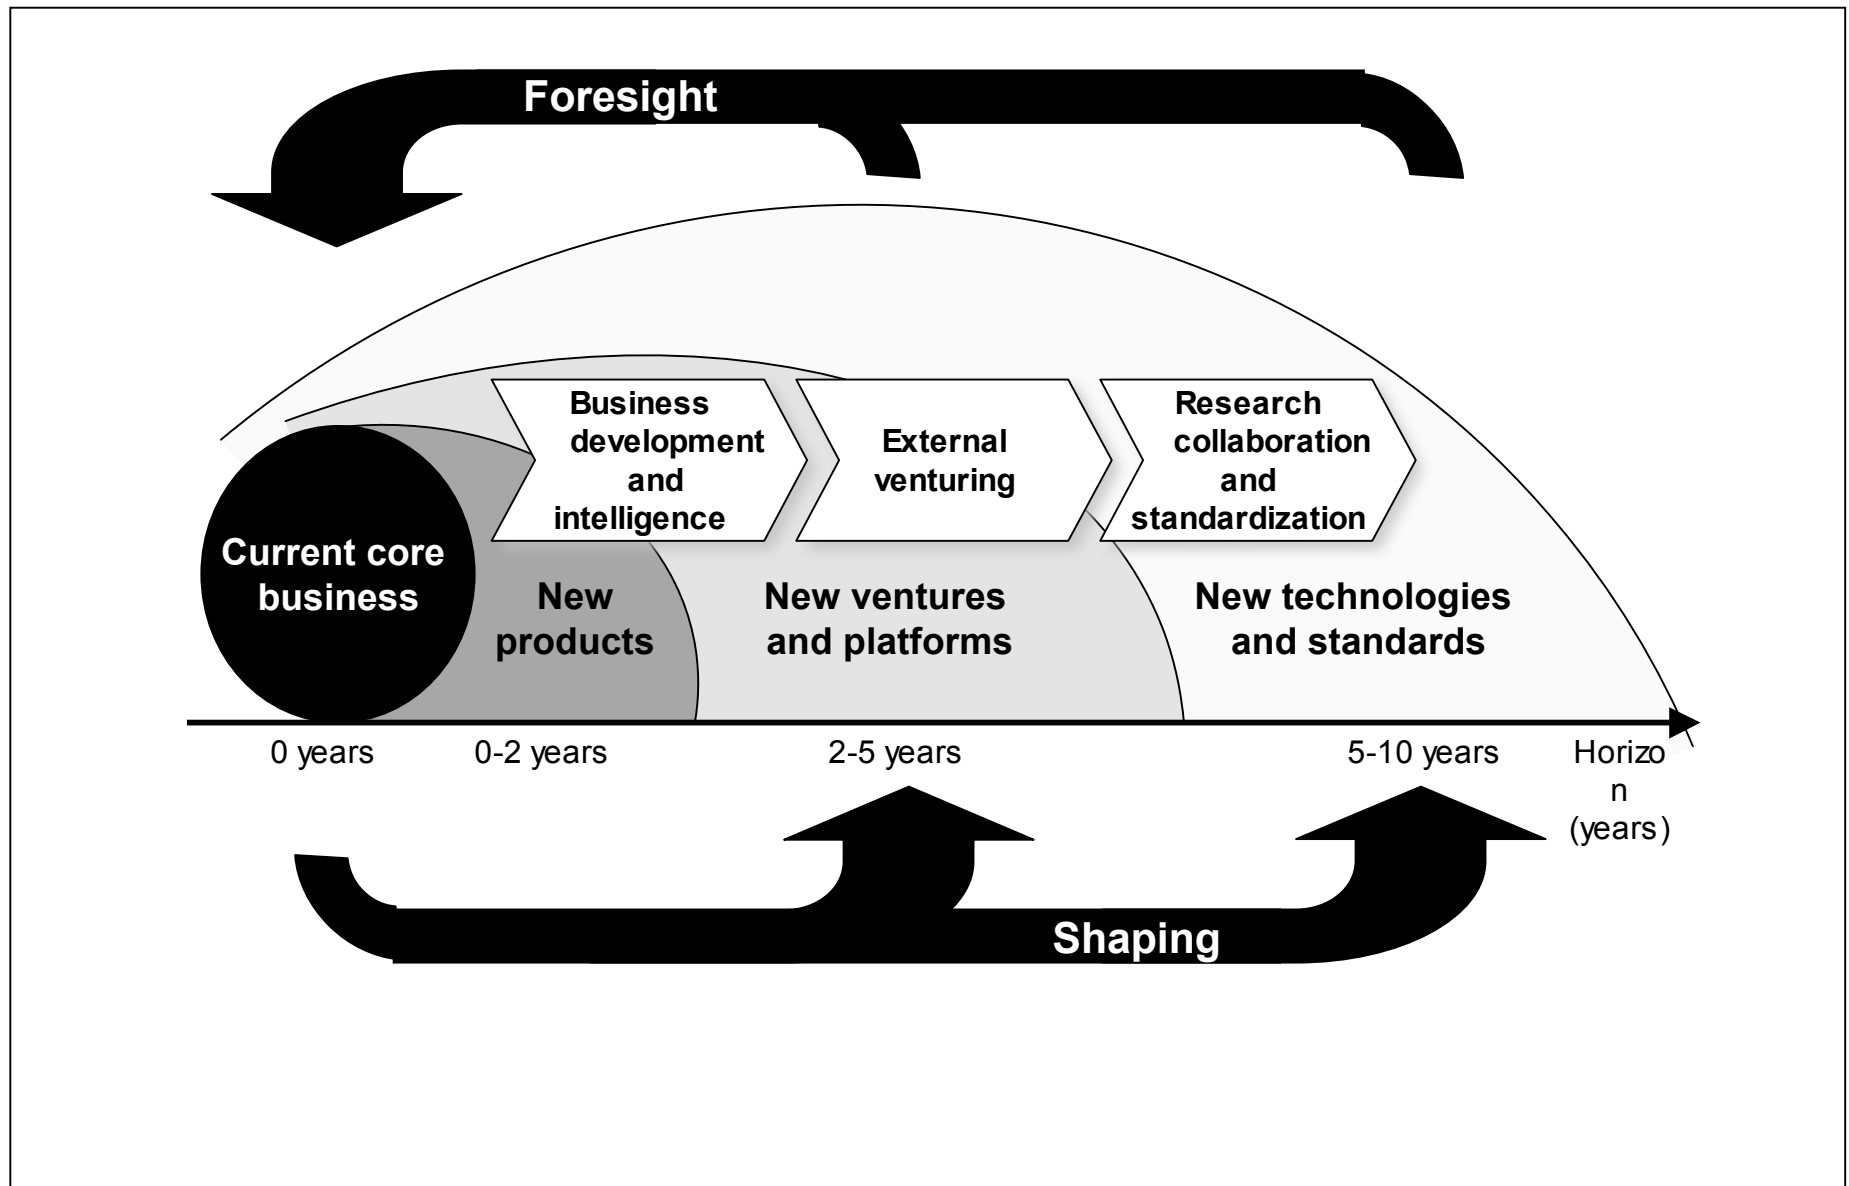 Foresight
Business
development
and
intelligence
External
venturing
Research
collaboration
and
standardization
Current core
business
New
products
New ventures
and platforms
New technologies
and standards
0 years
0-2 years
2-5 years
5-10 years
Horizo
n
(years)
Shaping